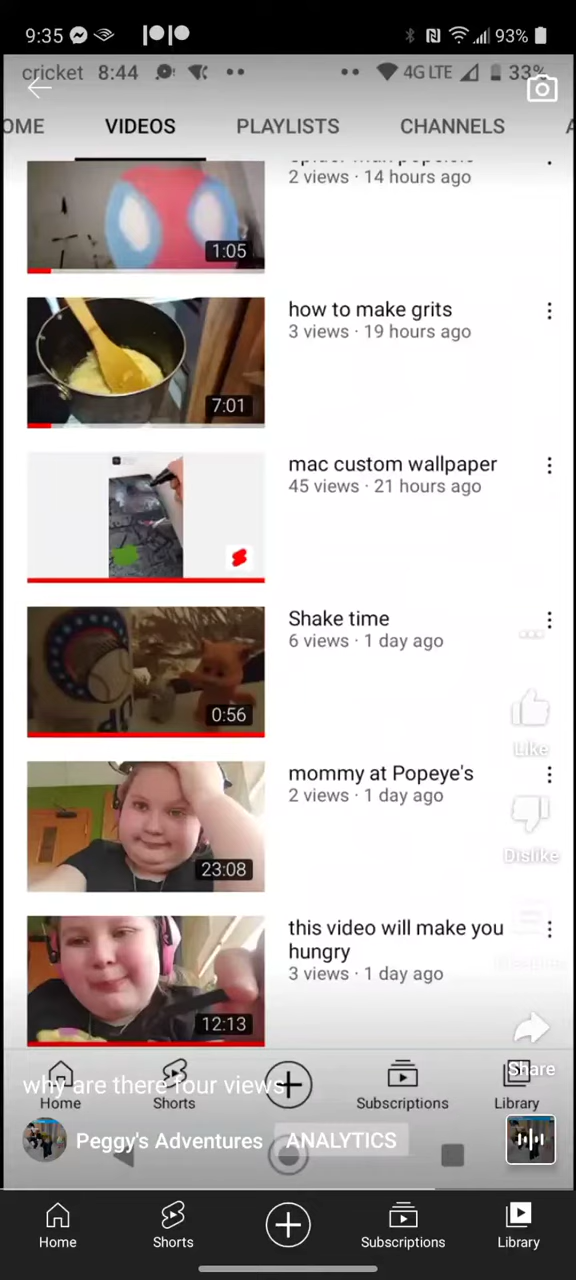 9:35
93%
cricket 8:44
4G LTE 33%
OME VIDEOS PLAYLISTS CHANNELS
2 views · 14 hours ago
1:05
how to make grits
3 views · 19 hours ago
7:01
mac custom wallpaper
45 views · 21 hours ago
Shake time
6 views · 1 day ago
0:56
Like
mommy at Popeye's
2 views · 1 day ago
23:08
Dislike
this video will make you
hungry
3 views · 1 day ago
12:13
Share
why are there four views
Home Shorts Subscriptions Library
Peggy's Adventures ANALYTICS
Home Shorts Subscriptions Library